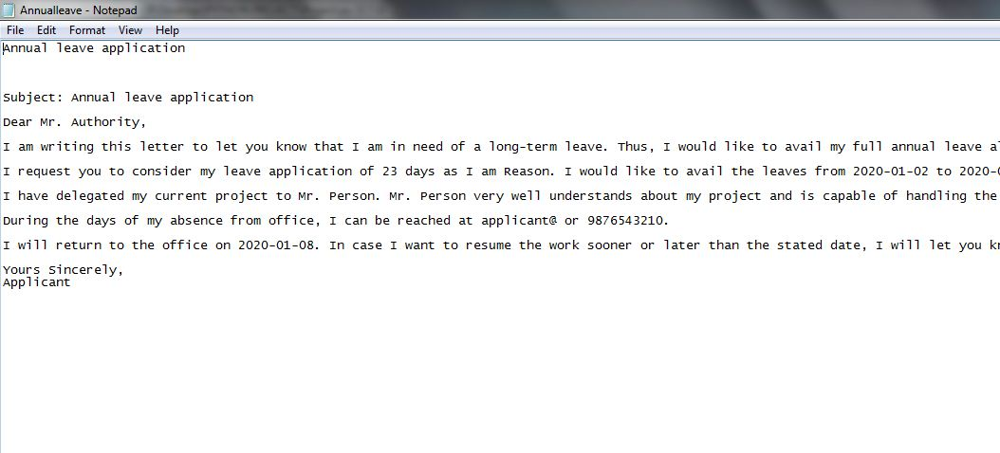 Annualleave - Notepad
File Edit Format View Help
Annual leave application
Subject: Annual leave application
Dear Mr. Authority,
I am writing this letter to let you know that I am in need of a long-term leave. Thus, I would like to avail my full annual leave
I request you to consider my leave application of 23 days as I am Reason. I would like to avail the leaves from 2020-01-02 to 2020-
I have delegated my current project to Mr. Person. Mr. Person very well understands about my project and is capable of handling the
During the days of my absence from office, I can be reached at applicant@ or 9876543210.
I will return to the office on 2020-01-08. In case I want to resume the work sooner or later than the stated date, I will let you
Yours Sincerely,
Applicant